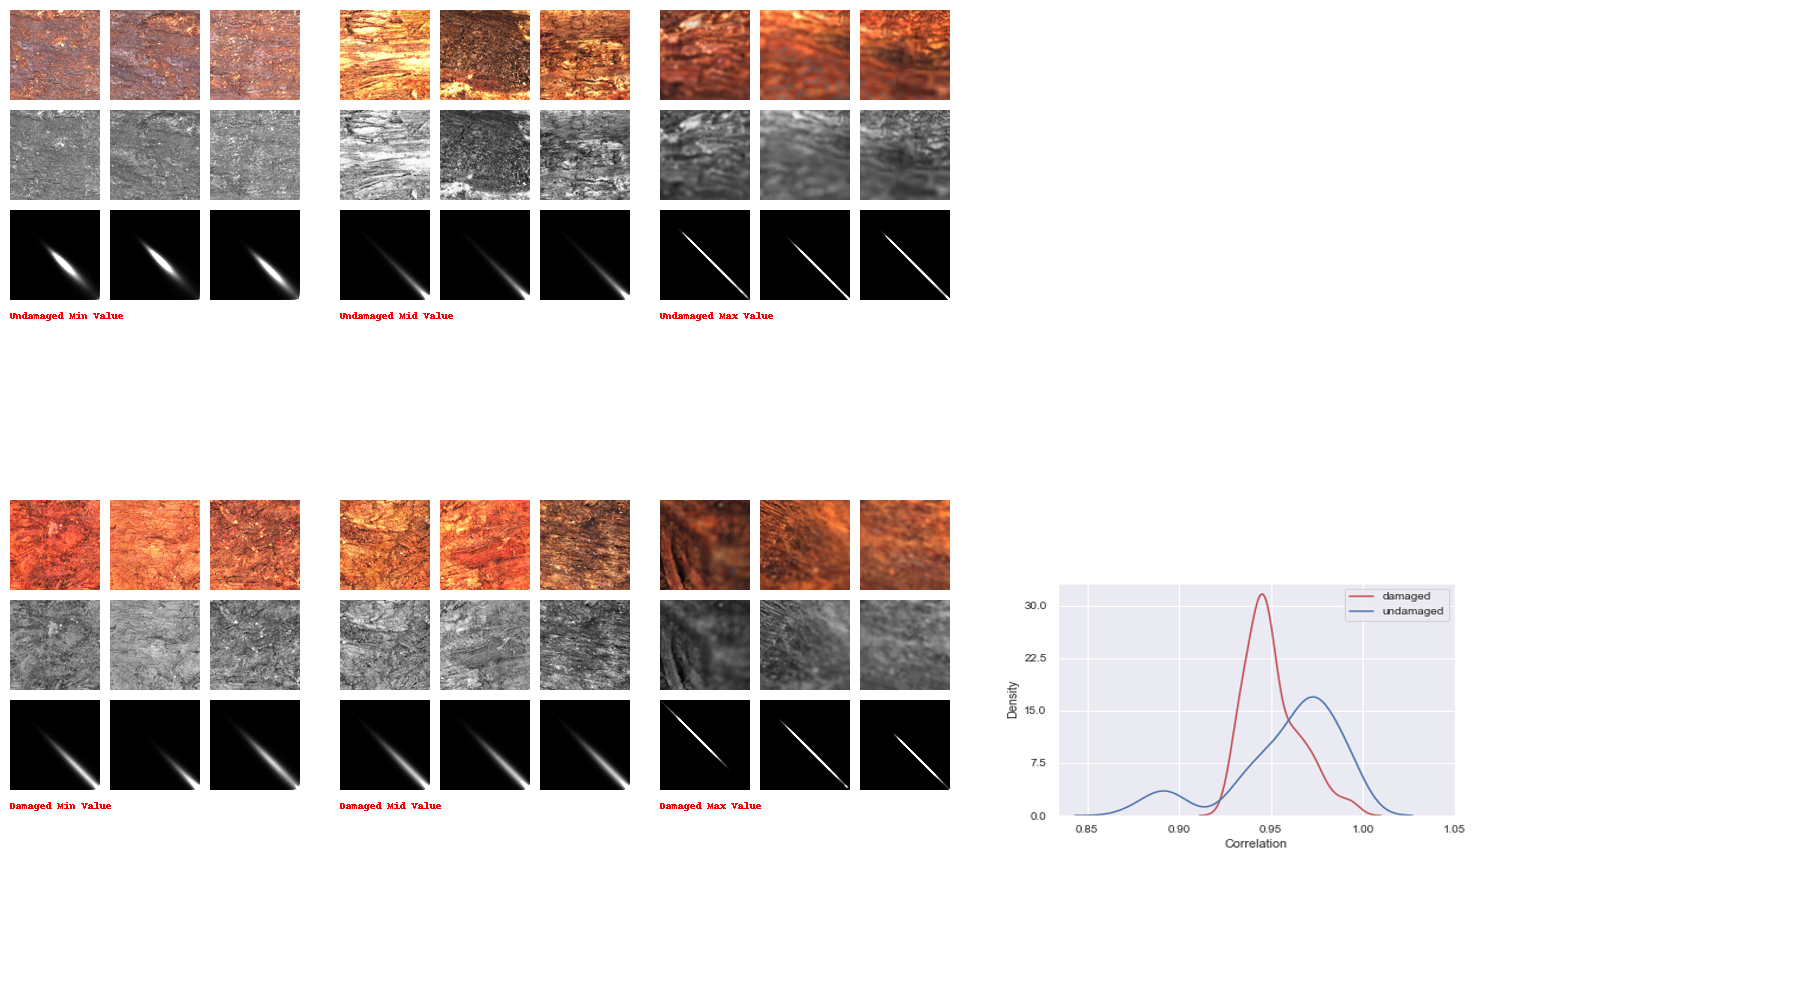 Undamaged Min Value
Undamaged Mid Value
Undamaged Max Value
Damaged Min Value
Damaged Mid Value
Damaged Max Value
damaged
undamaged
30.0
22.5
15.0
7.5
0.0
Density
0.85
0.90
0.95
1.00
1.05
Correlation